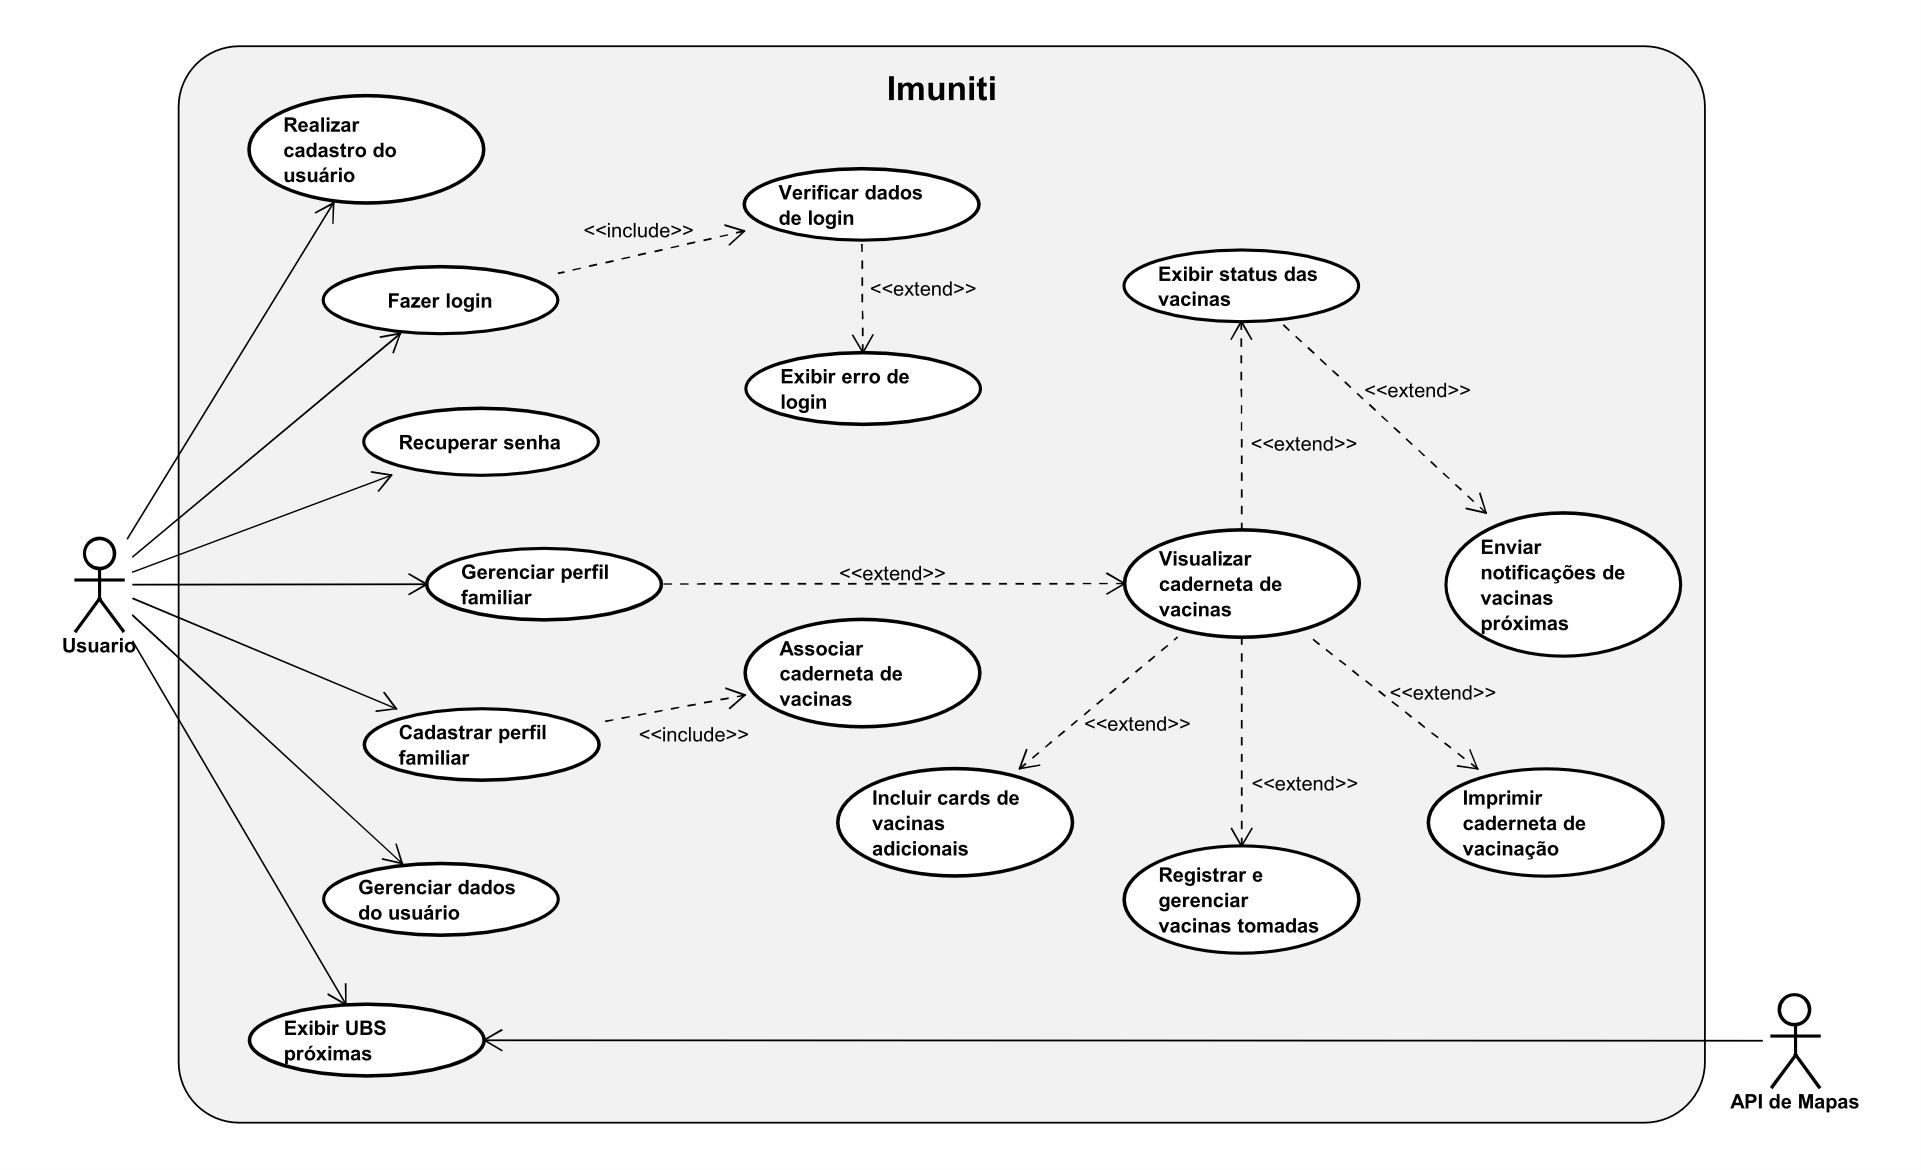 Imuniti
Realizar
cadastro do
usuário
Verificar dados
de login
<<include>>
Fazer login
<<extend>>
Exibir status das
vacinas
Exibir erro de
login
<<extend>>
Recuperar senha
<<extend>>
Gerenciar perfil
familiar
<<extend>>
Visualizar
caderneta de
vacinas
Enviar
notificações de
vacinas
próximas
Usuario
Associar
caderneta de
vacinas
<<extend>>
Cadastrar perfil
familiar
<<include>>
<<extend>>
<<extend>>
Incluir cards de
vacinas
adicionais
Imprimir
caderneta de
vacinação
Gerenciar dados
do usuário
Registrar e
gerenciar
vacinas tomadas
Exibir UBS
próximas
API de Mapas